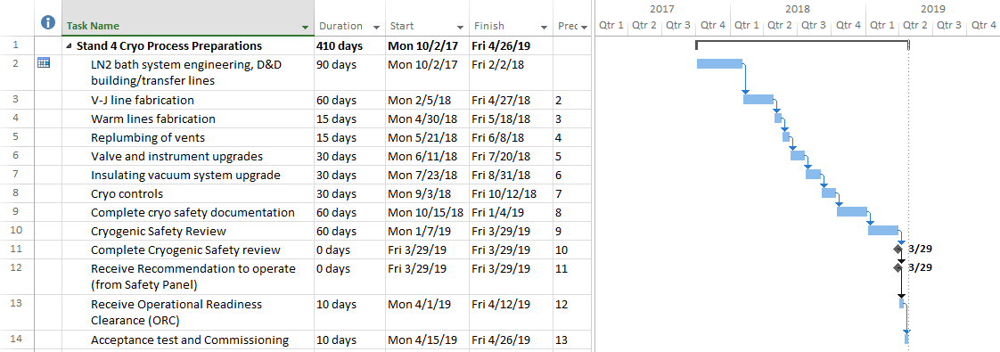 2017 2018 2019
Task Name Duration Start Finish Prec Qtr 1 Qtr 2 Qtr 3 Qtr 4 Qtr 1 Qtr 2 Qtr 3 Qtr 4 Qtr 1 Qtr 2 Qtr 3 Qtr 4
1 Stand 4 Cryo Process Preparations 410 days Mon 10/2/17 Fri 4/26/19
2 LN2 bath system engineering, D&D 90 days Mon 10/2/17 Fri 2/2/18
building/transfer lines
3 V-J line fabrication 60 days Mon 2/5/18 Fri 4/27/18 2
4 Warm lines fabrication 15 days Mon 4/30/18 Fri 5/18/18 3
5 Replumbing of vents 15 days Mon 5/21/18 Fri 6/8/18 4
6 Valve and instrument upgrades 30 days Mon 6/11/18 Fri 7/20/18 5
7 Insulating vacuum system upgrade 30 days Mon 7/23/18 Fri 8/31/18 6
8 Cryo controls 30 days Mon 9/3/18 Fri 10/12/18 7
9 Complete cryo safety documentation 60 days Mon 10/15/18 Fri 1/4/19 8
10 Cryogenic Safety Review 60 days Mon 1/7/19 Fri 3/29/19 9
11 Complete Cryogenic Safety review 0 days Fri 3/29/19 Fri 3/29/19 10 3/29
12 Receive Recommendation to operate 0 days Fri 3/29/19 Fri 3/29/19 11 3/29
(from Safety Panel)
13 Receive Operational Readiness 10 days Mon 4/1/19 Fri 4/12/19 12
Clearance (ORC)
14 Acceptance test and Commissioning 10 days Mon 4/15/19 Fri 4/26/19 13